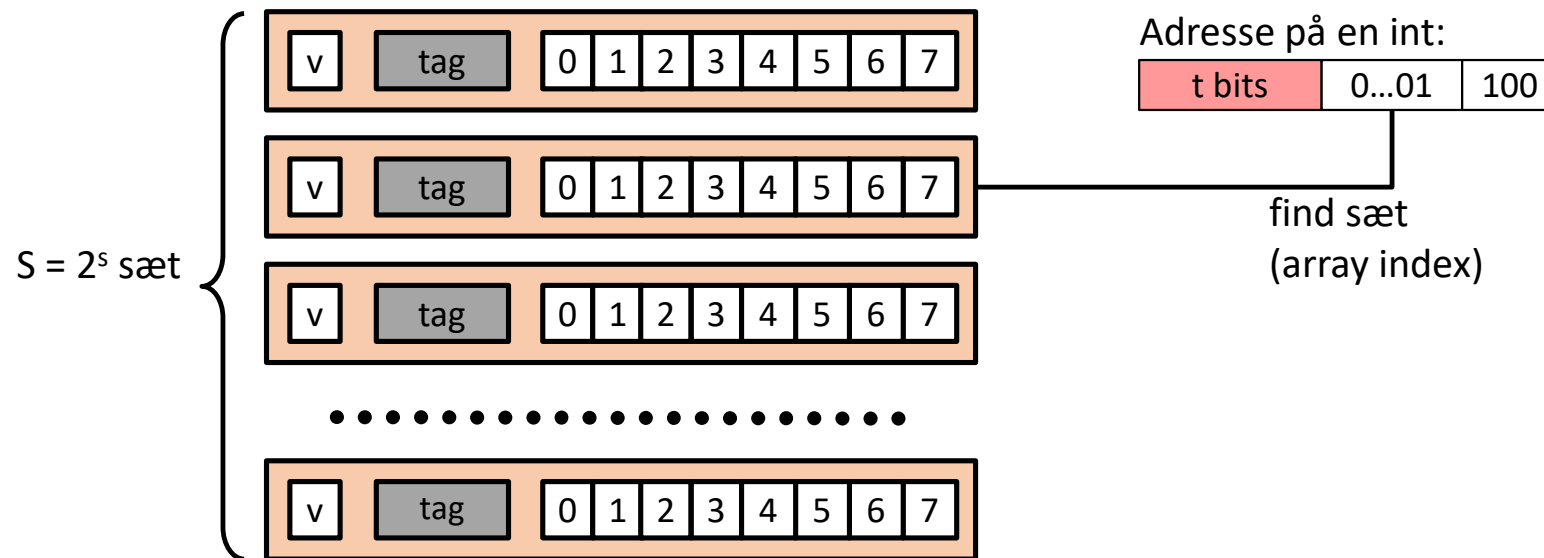 v tag 0 1 2 3 4 5 6 7
Adresse på en int:
t bits 0...01 100
v tag 0 1 2 3 4 5 6 7
find sæt
(array index)
S = 2ˢ sæt
v tag 0 1 2 3 4 5 6 7
v tag 0 1 2 3 4 5 6 7